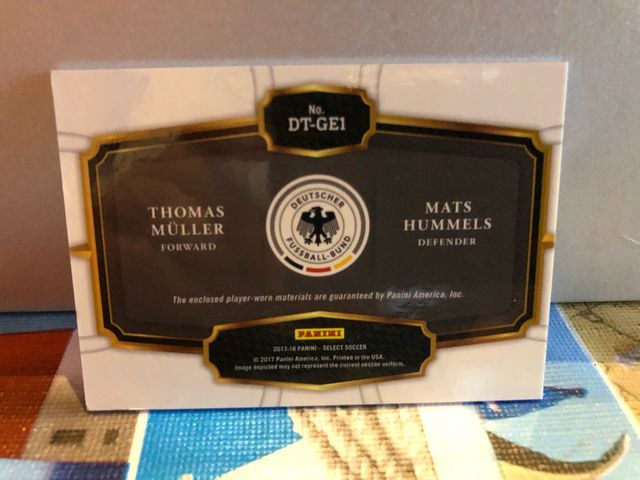 No.
DT-GE1
THOMAS
MÜLLER
FORWARD
DEUTSCHER
FUSSBALL-BUND
MATS
HUMMELS
DEFENDER
The enclosed player-worn materials are guaranteed by Panini America, Inc.
PANINI
2017-18 PANINI - SELECT SOCCER
© 2017 Panini America, Inc. Printed in the USA.
Image depicted may not represent the current season uniform.